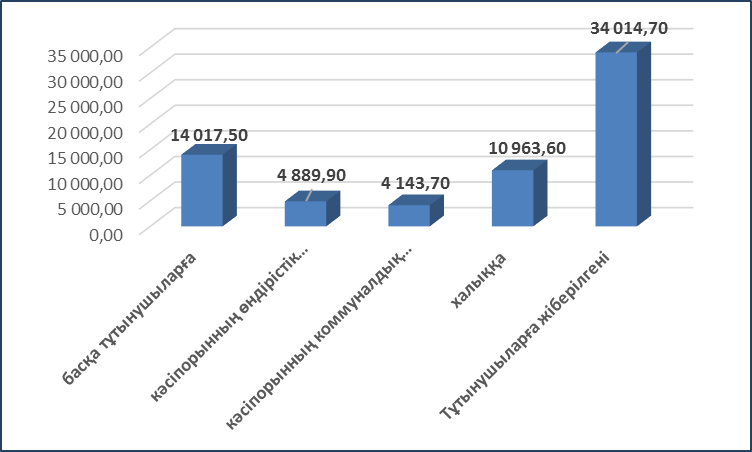 35 000,00
30 000,00
25 000,00
20 000,00
15 000,00
10 000,00
5 000,00
0,00
14 017,50
4 889,90
4 143,70
10 963,60
34 014,70
басқа тұтынушыларға
кәсіпорынның өндірістік...
кәсіпорынның коммуналдық...
халыққа
Тұтынушыларға жіберілгені